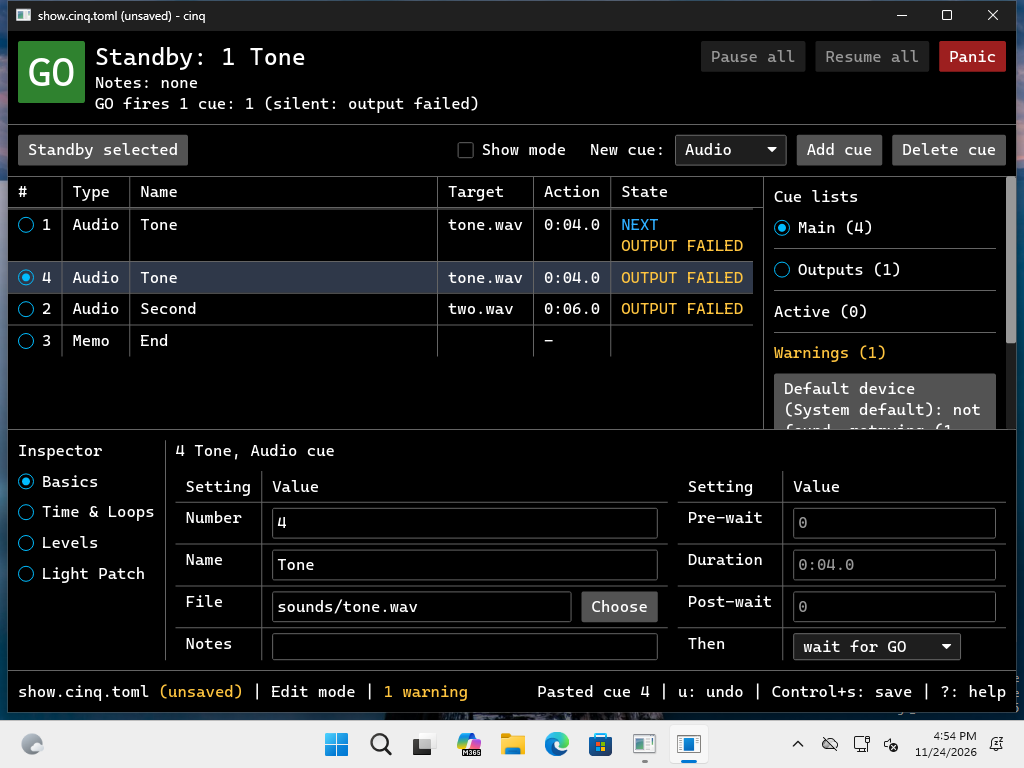 show.cinq.toml (unsaved) - cinq
GO
Standby: 1 Tone
Notes: none
GO fires 1 cue: 1 (silent: output failed)
Pause all
Resume all
Panic
Standby selected
Show mode
New cue:
Audio
Add cue
Delete cue
# Type Name Target Action State
1 Audio Tone tone.wav 0:04.0 NEXT
OUTPUT FAILED
4 Audio Tone tone.wav 0:04.0 OUTPUT FAILED
2 Audio Second two.wav 0:06.0 OUTPUT FAILED
3 Memo End –
Cue lists
Main (4)
Outputs (1)
Active (0)
Warnings (1)
Default device
(System default): not
found, retrying (1
Inspector
Basics
Time & Loops
Levels
Light Patch
4 Tone, Audio cue
Setting Value
Number 4
Name Tone
File sounds/tone.wav Choose
Notes
Setting Value
Pre-wait 0
Duration 0:04.0
Post-wait 0
Then wait for GO
show.cinq.toml (unsaved) | Edit mode | 1 warning
Pasted cue 4 | u: undo | Control+s: save | ?: help
M365
4:54 PM
11/24/2026